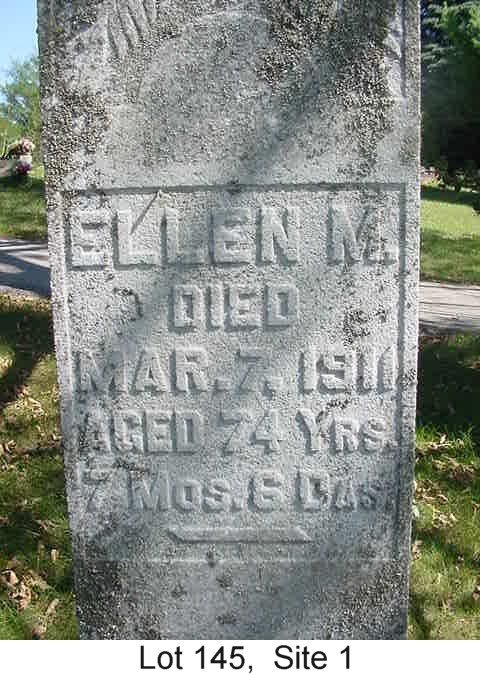 ELLEN M.
DIED
MAR. 7, 1911
AGED 74 YRS.
7 MOS. 6 DAS.
Lot 145, Site 1